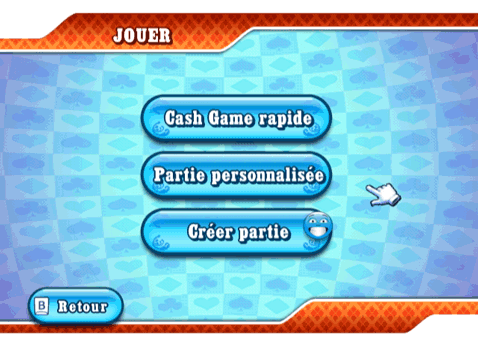 JOUER
Cash Game rapide
Partie personnalisée
Créer partie
B Retour